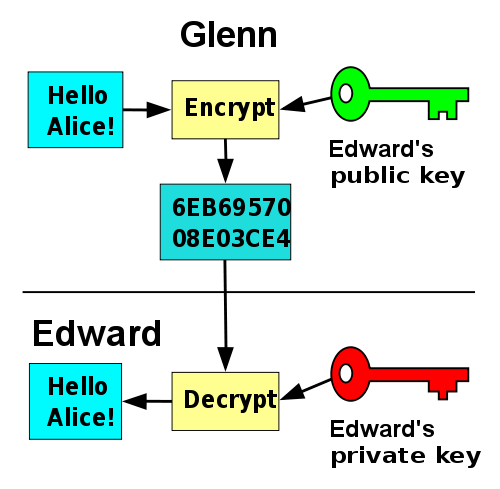 Glenn
Hello
Alice!
Encrypt
Edward's
public key
6EB69570
08E03CE4
Edward
Hello
Alice!
Decrypt
Edward's
private key